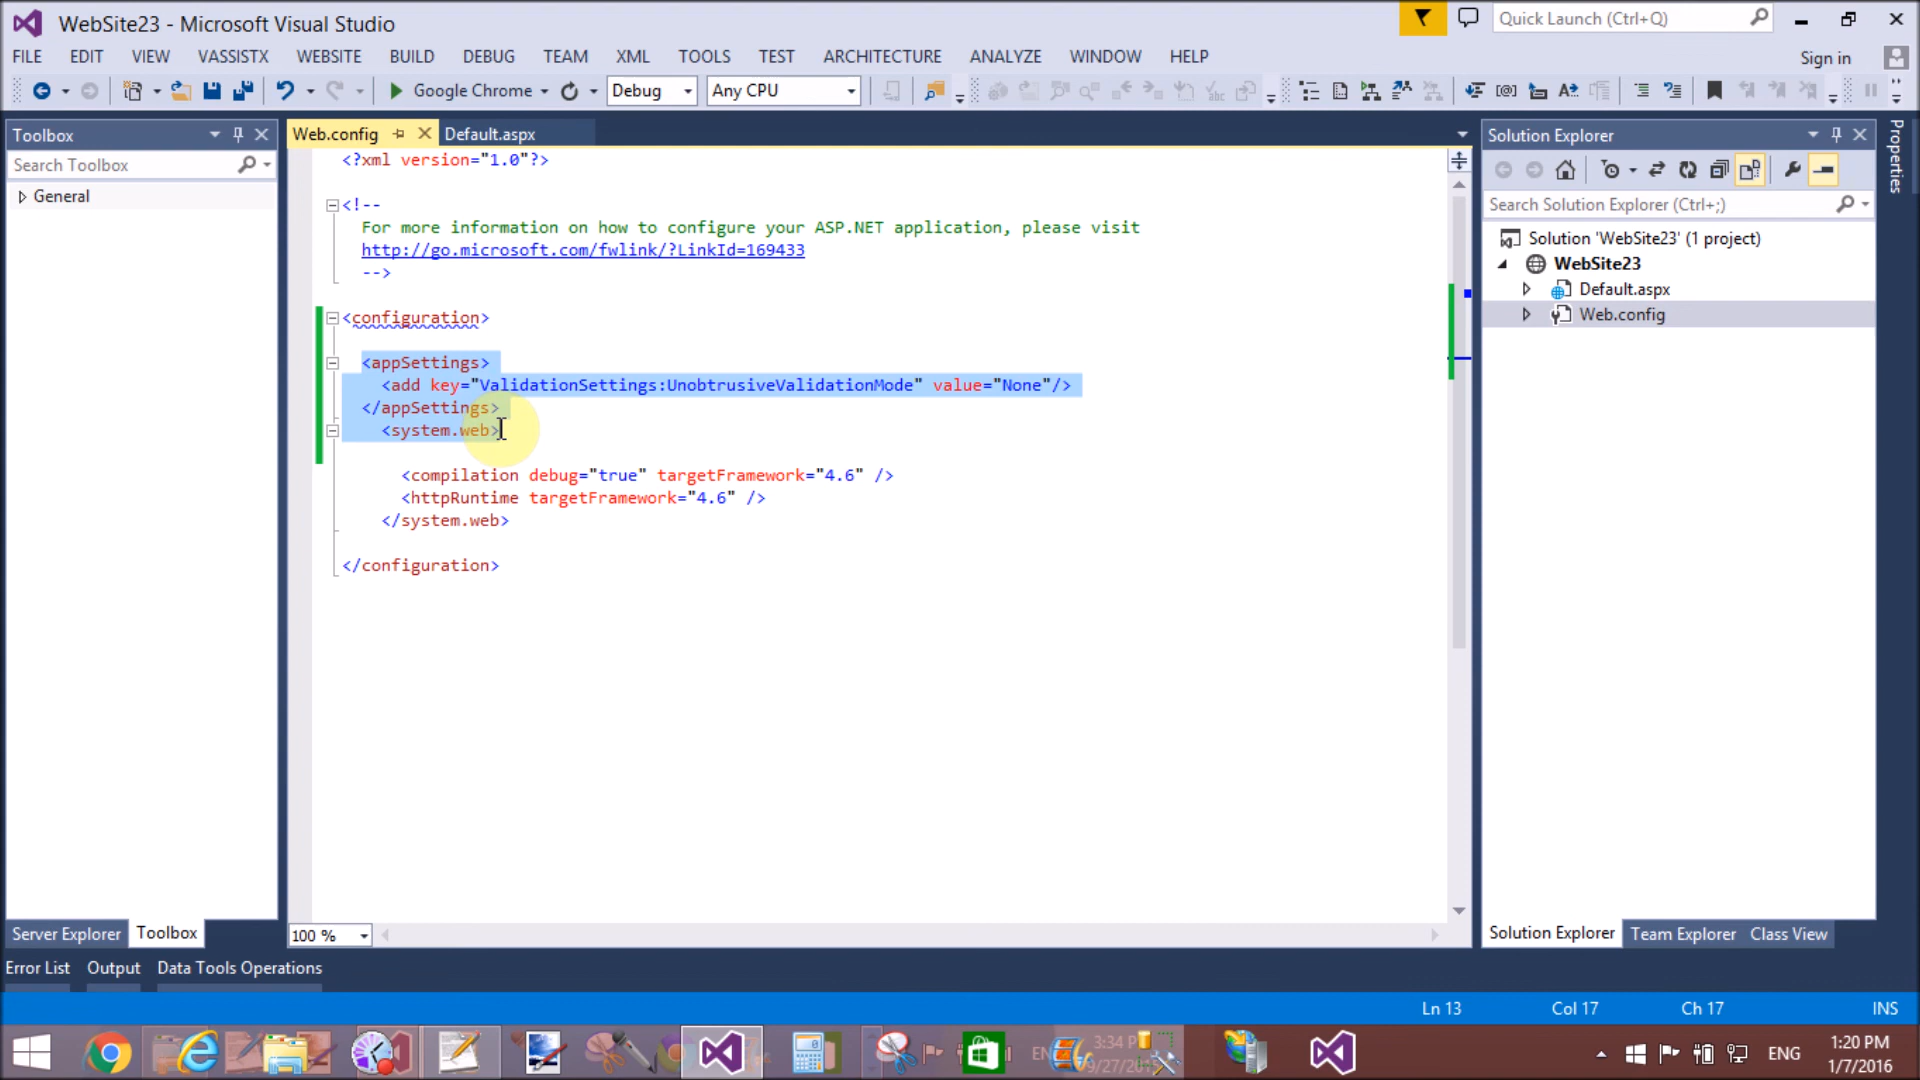 WebSite23 - Microsoft Visual Studio
Quick Launch (Ctrl+Q)
FILE EDIT VIEW VASSISTX WEBSITE BUILD DEBUG TEAM XML TOOLS TEST ARCHITECTURE ANALYZE WINDOW HELP
Sign in
Google Chrome
Debug
Any CPU
Toolbox
Search Toolbox
General
Web.config
Default.aspx
<?xml version="1.0"?>
<!--
For more information on how to configure your ASP.NET application, please visit
http://go.microsoft.com/fwlink/?LinkId=169433
-->
<configuration>
<appSettings>
<add key="ValidationSettings:UnobtrusiveValidationMode" value="None"/>
</appSettings>
<system.web>
<compilation debug="true" targetFramework="4.6" />
<httpRuntime targetFramework="4.6" />
</system.web>
</configuration>
Solution Explorer
Search Solution Explorer (Ctrl+;)
Solution 'WebSite23' (1 project)
WebSite23
Default.aspx
Web.config
Properties
100 %
Server Explorer
Toolbox
Solution Explorer
Team Explorer
Class View
Error List
Output
Data Tools Operations
Ln 13
Col 17
Ch 17
INS
3:34 P
ENG
1:20 PM
1/7/2016